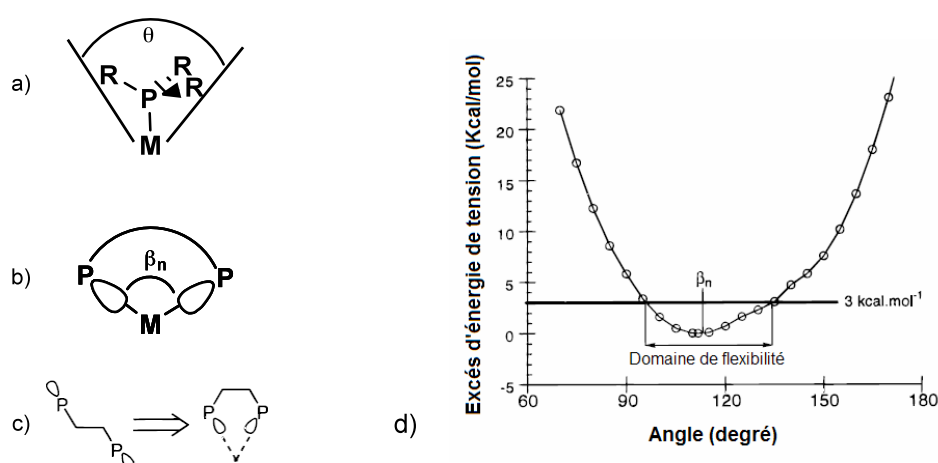 a)
θ
R
R
R
P
M
b)
βn
P
P
M
c)
P
P
P
P
d)
Excés d'énergie de tension (Kcal/mol)
25
20
15
10
5
0
-5
βn
3 kcal.mol-1
Domaine de flexibilité
60
90
120
150
180
Angle (degré)